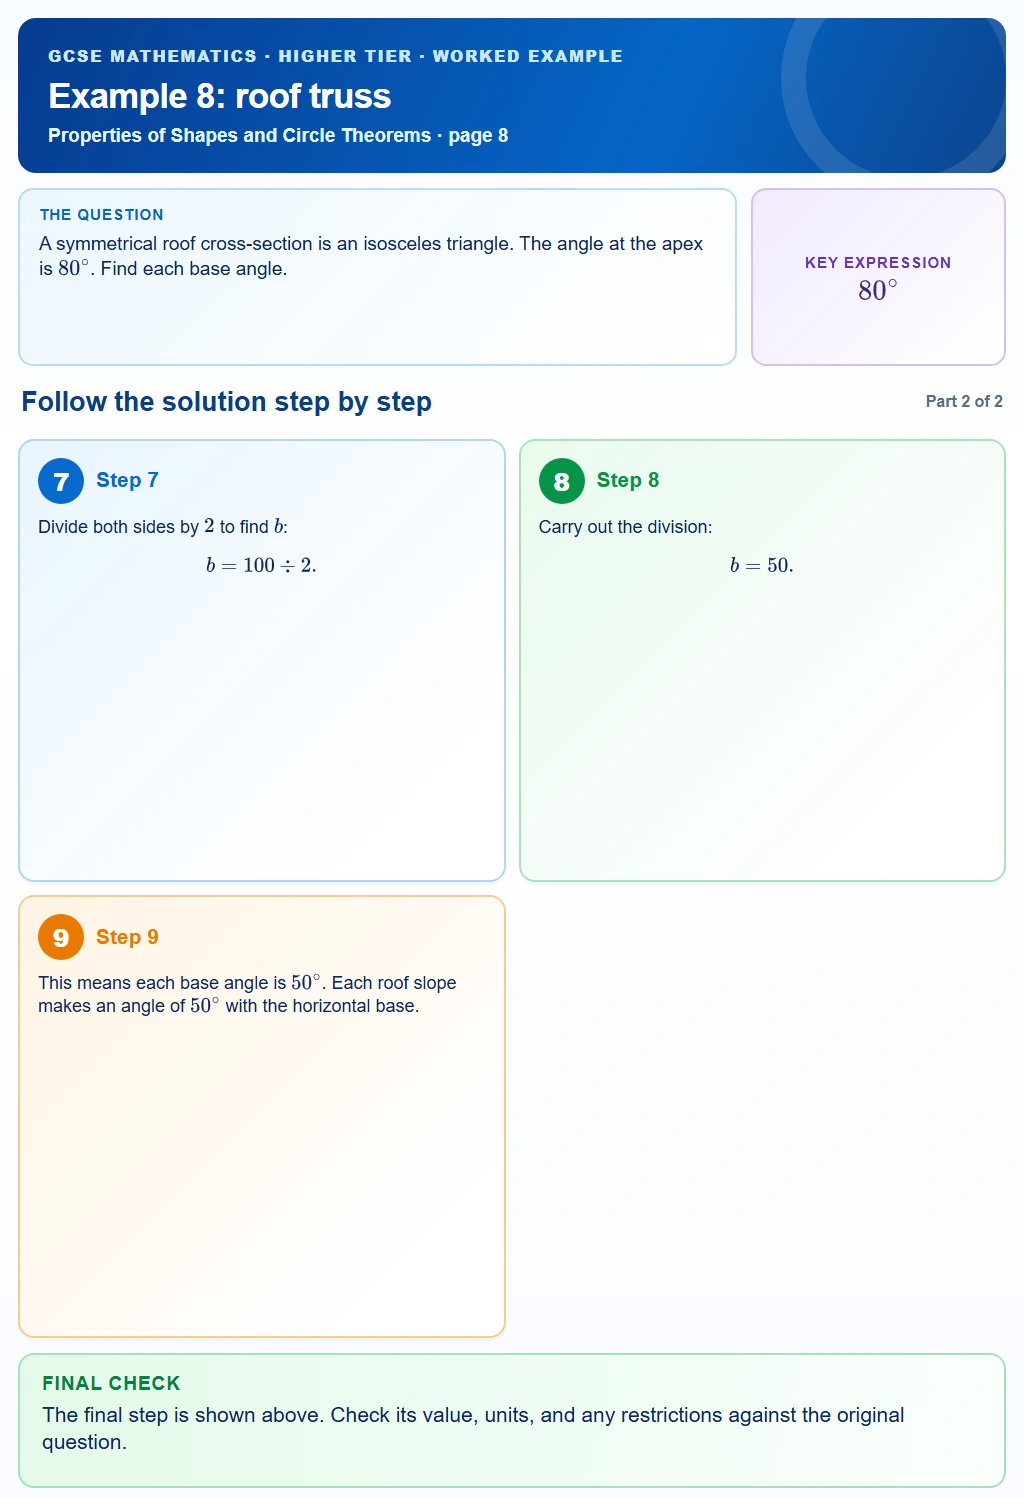 GCSE MATHEMATICS · HIGHER TIER · WORKED EXAMPLE
Example 8: roof truss
Properties of Shapes and Circle Theorems · page 8
THE QUESTION
A symmetrical roof cross-section is an isosceles triangle. The angle at the apex
is 80°. Find each base angle.
KEY EXPRESSION
80°
Follow the solution step by step
Part 2 of 2
7 Step 7
Divide both sides by 2 to find b:
b = 100 ÷ 2.
8 Step 8
Carry out the division:
b = 50.
9 Step 9
This means each base angle is 50°. Each roof slope
makes an angle of 50° with the horizontal base.
FINAL CHECK
The final step is shown above. Check its value, units, and any restrictions against the original
question.